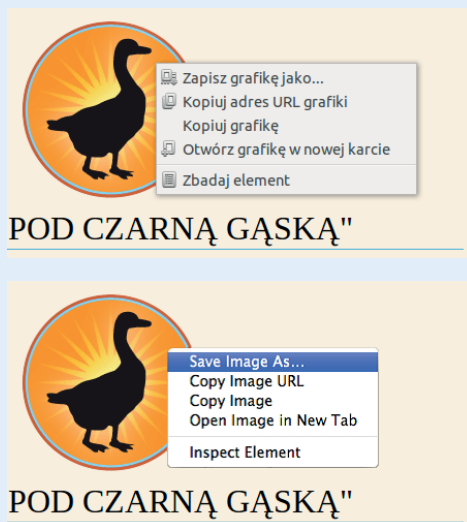 Zapisz grafikę jako...
Kopiuj adres URL grafiki
Kopiuj grafikę
Otwórz grafikę w nowej karcie
Zbadaj element
POD CZARNĄ GĄSKĄ"
Save Image As...
Copy Image URL
Copy Image
Open Image in New Tab
Inspect Element
POD CZARNĄ GĄSKĄ"